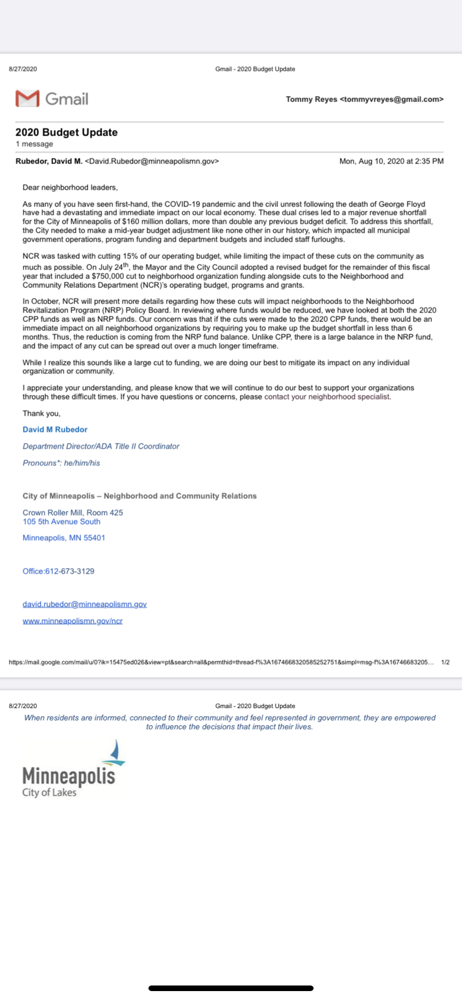 8/27/2020 Gmail - 2020 Budget Update
Gmail Tommy Reyes <tommyvreyes@gmail.com>
2020 Budget Update
1 message
Rubedor, David M. <David.Rubedor@minneapolismn.gov> Mon, Aug 10, 2020 at 2:35 PM
Dear neighborhood leaders,
As many of you have seen first-hand, the COVID-19 pandemic and the civil unrest following the death of George Floyd
have had a devastating and immediate impact on our local economy. These dual crises led to a major revenue shortfall
for the City of Minneapolis of $160 million dollars, more than double any previous budget deficit. To address this shortfall,
the City needed to make a mid-year budget adjustment like none other in our history, which impacted all municipal
government operations, program funding and department budgets and included staff furloughs.
NCR was tasked with cutting 15% of our operating budget, while limiting the impact of these cuts on the community as
much as possible. On July 24th, the Mayor and the City Council adopted a revised budget for the remainder of this fiscal
year that included a $750,000 cut to neighborhood organization funding alongside cuts to the Neighborhood and
Community Relations Department (NCR)'s operating budget, programs and grants.
In October, NCR will present more details regarding how these cuts will impact neighborhoods to the Neighborhood
Revitalization Program (NRP) Policy Board. In reviewing where funds would be reduced, we have looked at both the 2020
CPP funds as well as NRP funds. Our concern was that if the cuts were made to the 2020 CPP funds, there would be an
immediate impact on all neighborhood organizations by requiring you to make up the budget shortfall in less than 6
months. Thus, the reduction is coming from the NRP fund balance. Unlike CPP, there is a large balance in the NRP fund,
and the impact of any cut can be spread out over a much longer timeframe.
While I realize this sounds like a large cut to funding, we are doing our best to mitigate its impact on any individual
organization or community.
I appreciate your understanding, and please know that we will continue to do our best to support your organizations
through these difficult times. If you have questions or concerns, please contact your neighborhood specialist.
Thank you,
David M Rubedor
Department Director/ADA Title II Coordinator
Pronouns*: he/him/his
City of Minneapolis – Neighborhood and Community Relations
Crown Roller Mill, Room 425
105 5th Avenue South
Minneapolis, MN 55401
Office:612-673-3129
david.rubedor@minneapolismn.gov
www.minneapolismn.gov/ncr
https://mail.google.com/mail/u/0?ik=15475ed026&view=pt&search=all&permthid=thread-f%3A1674668320585252751&simpl=msg-f%3A16746683205... 1/2
8/27/2020 Gmail - 2020 Budget Update
When residents are informed, connected to their community and feel represented in government, they are empowered
to influence the decisions that impact their lives.
Minneapolis
City of Lakes